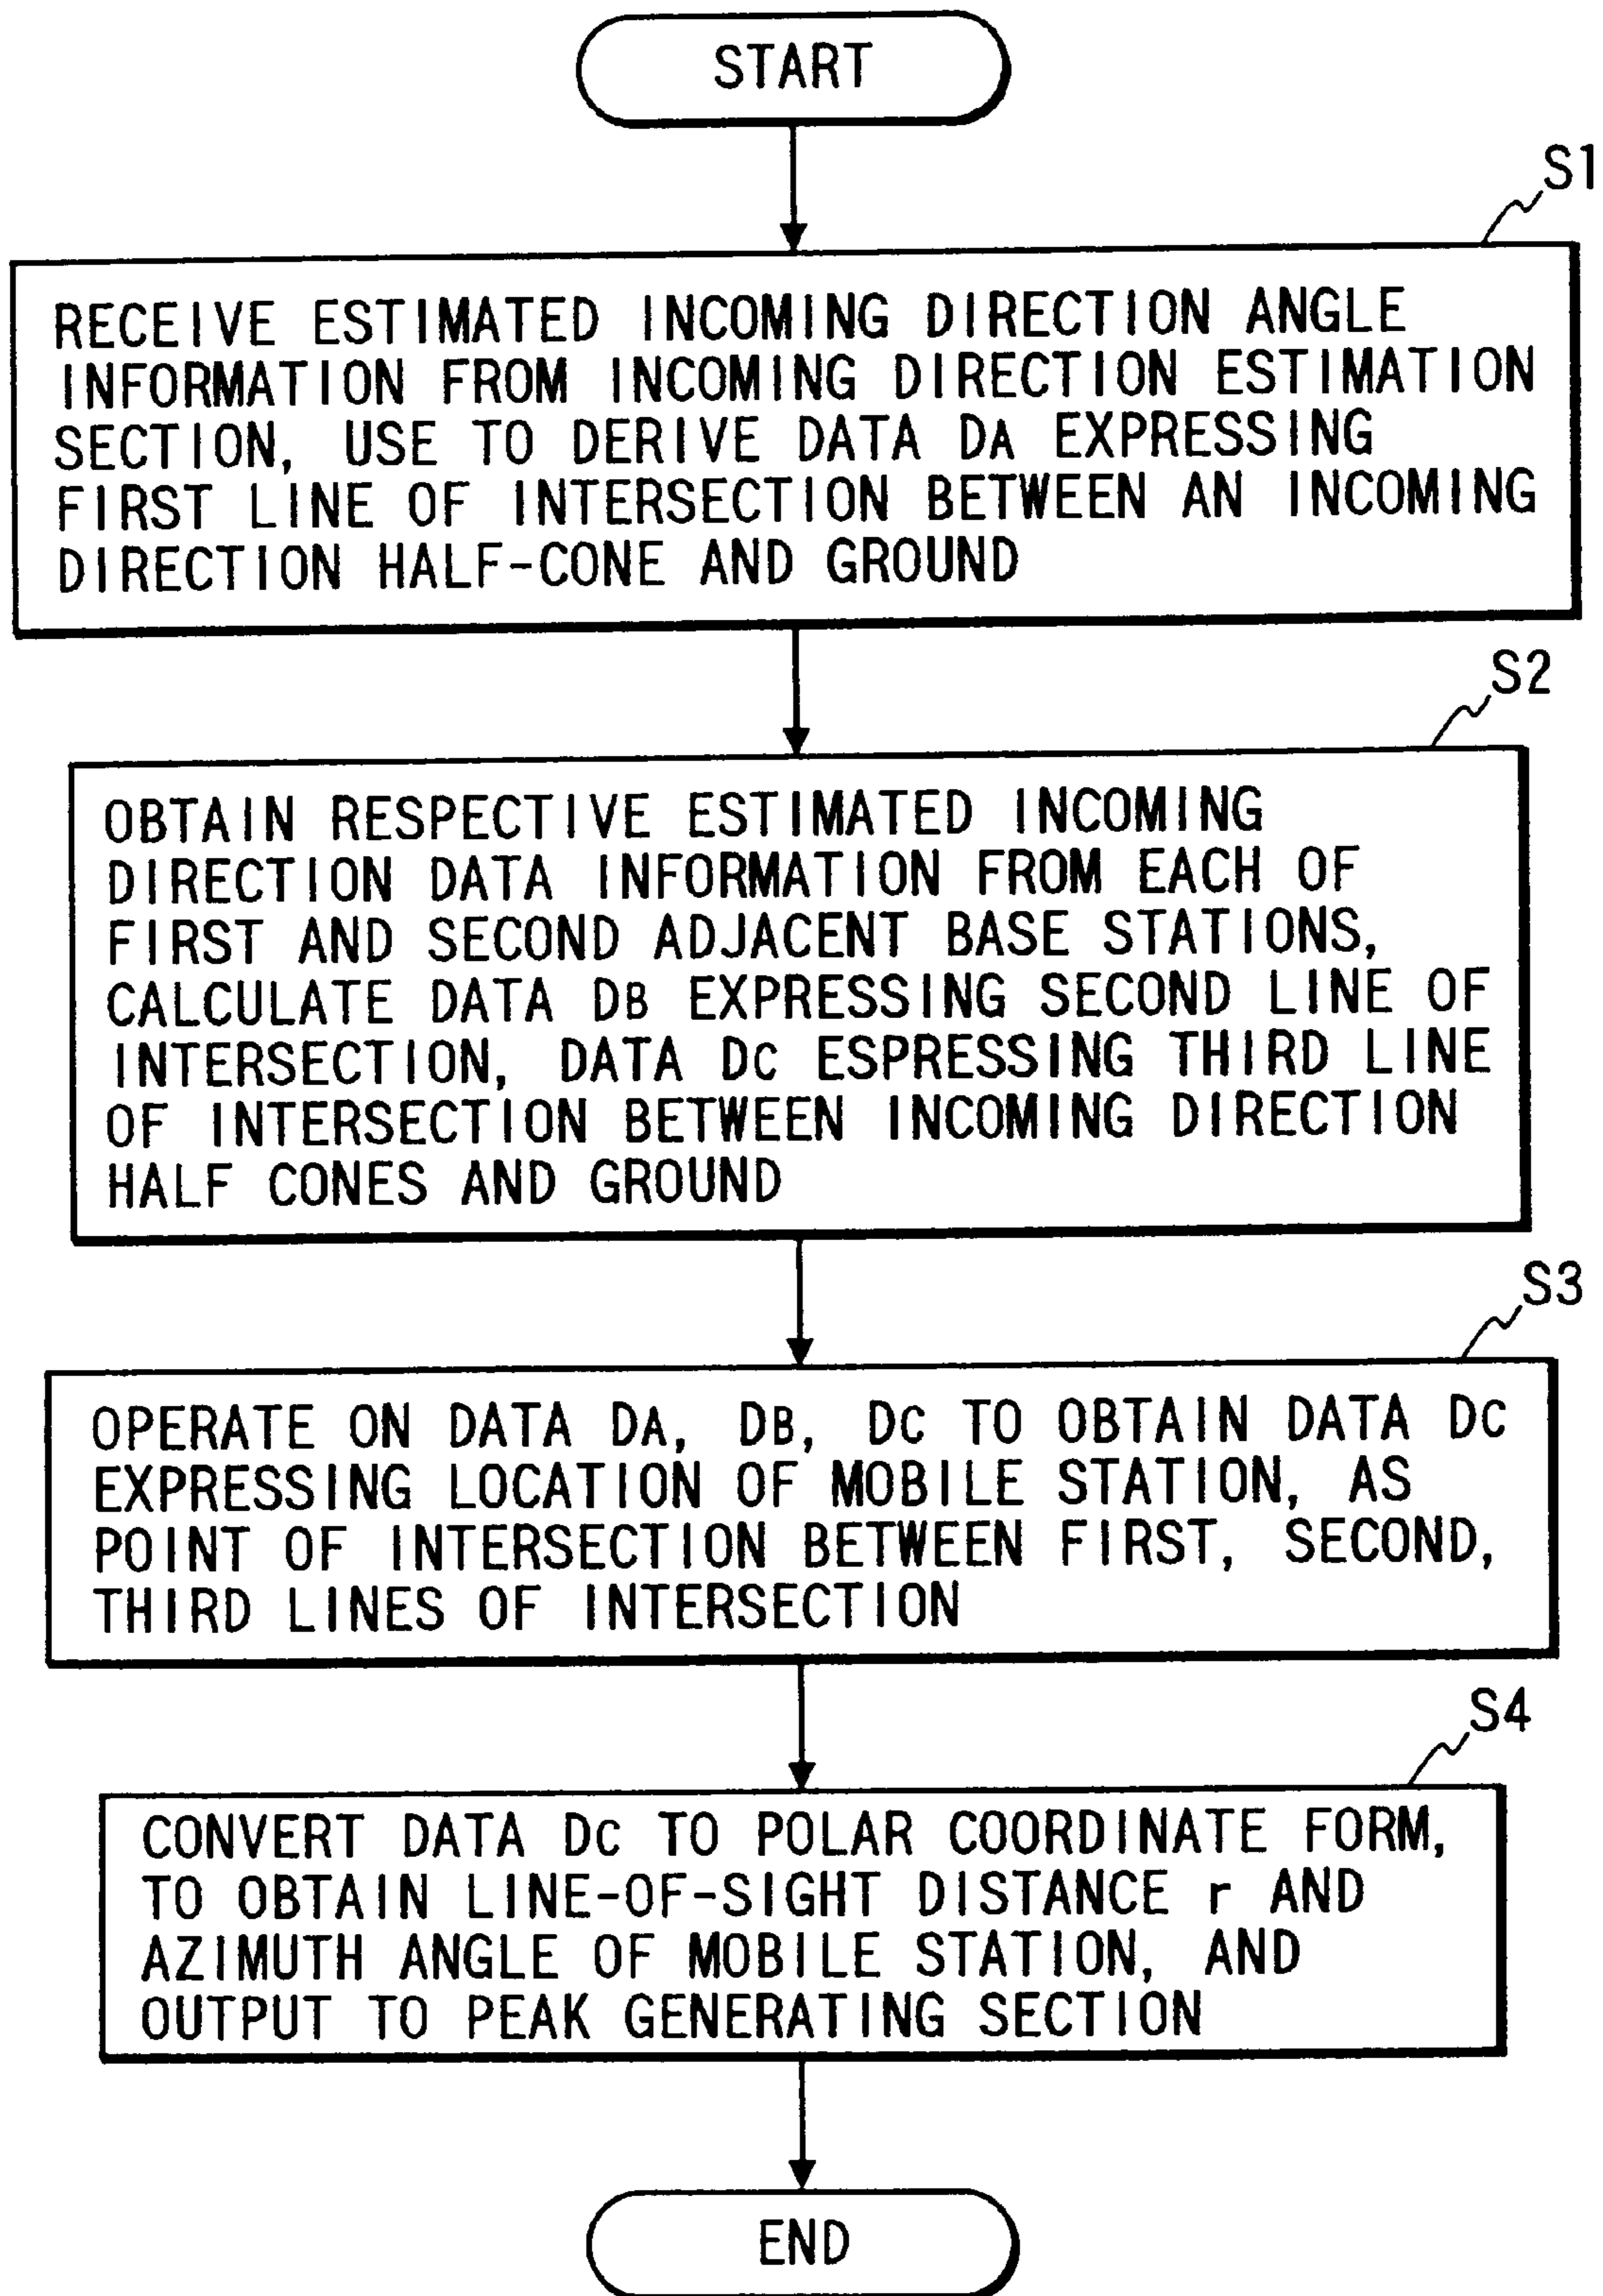 START
S1
RECEIVE ESTIMATED INCOMING DIRECTION ANGLE
INFORMATION FROM INCOMING DIRECTION ESTIMATION
SECTION, USE TO DERIVE DATA DA EXPRESSING
FIRST LINE OF INTERSECTION BETWEEN AN INCOMING
DIRECTION HALF-CONE AND GROUND
S2
OBTAIN RESPECTIVE ESTIMATED INCOMING
DIRECTION DATA INFORMATION FROM EACH OF
FIRST AND SECOND ADJACENT BASE STATIONS,
CALCULATE DATA DB EXPRESSING SECOND LINE OF
INTERSECTION, DATA DC ESPRESSING THIRD LINE
OF INTERSECTION BETWEEN INCOMING DIRECTION
HALF CONES AND GROUND
S3
OPERATE ON DATA DA, DB, DC TO OBTAIN DATA DC
EXPRESSING LOCATION OF MOBILE STATION, AS
POINT OF INTERSECTION BETWEEN FIRST, SECOND,
THIRD LINES OF INTERSECTION
S4
CONVERT DATA DC TO POLAR COORDINATE FORM,
TO OBTAIN LINE-OF-SIGHT DISTANCE r AND
AZIMUTH ANGLE OF MOBILE STATION, AND
OUTPUT TO PEAK GENERATING SECTION
END